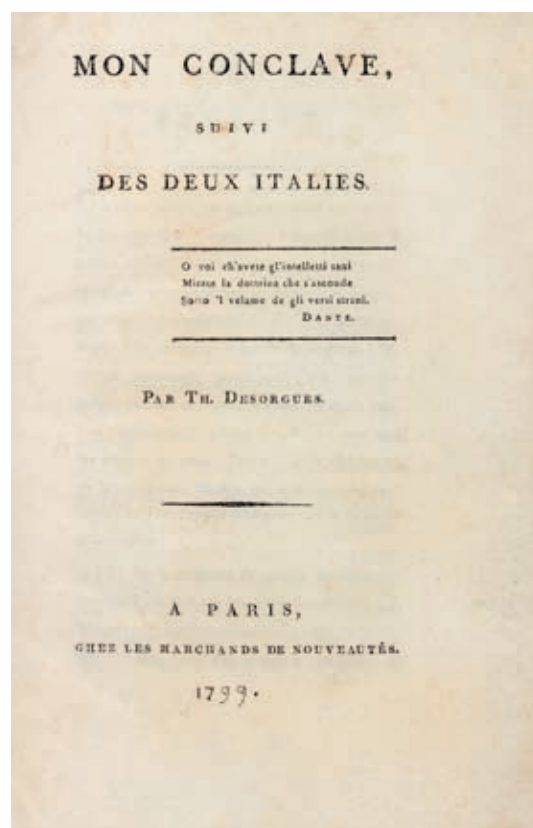 MON CONCLAVE,
SUIVI
DES DEUX ITALIES.
O voi ch'avete gl'intelletti sani
Mirate la dottrina che s'asconde
Sotto 'l velame de gli versi strani.
DANTE.
PAR TH. DESORGUES.
A PARIS,
CHEZ LES MARCHANDS DE NOUVEAUTÉS.
1799.